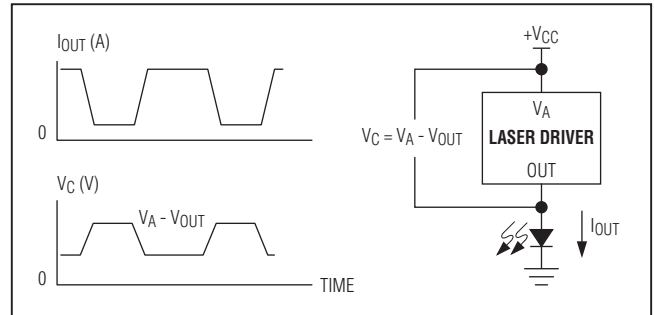 IOUT (A)
0
VC (V)
VA - VOUT
0
TIME
+VCC
VC = VA - VOUT
VA
LASER DRIVER
OUT
IOUT